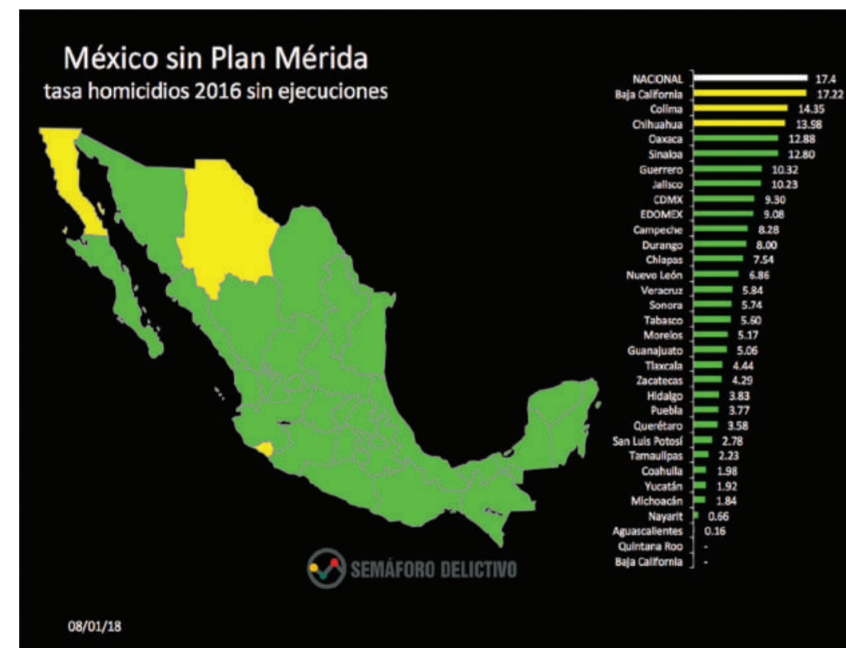 México sin Plan Mérida
tasa homicidios 2016 sin ejecuciones
NACIONAL 17.4
Baja California 17.22
Colima 14.35
Chihuahua 13.98
Oaxaca 12.88
Sinaloa 12.80
Guerrero 10.32
Jalisco 10.23
CDMX 9.30
EDOMEX 9.08
Campeche 8.28
Durango 8.00
Chiapas 7.54
Nuevo León 6.86
Veracruz 5.84
Sonora 5.74
Tabasco 5.60
Morelos 5.17
Guanajuato 5.06
Tlaxcala 4.44
Zacatecas 4.29
Hidalgo 3.83
Puebla 3.77
Querétaro 3.58
San Luis Potosí 2.78
Tamaulipas 2.23
Coahuila 1.98
Yucatán 1.92
Michoacán 1.84
Nayarit 0.66
Aguascalientes 0.16
Quintana Roo -
Baja California -
SEMÁFORO DELICTIVO
08/01/18